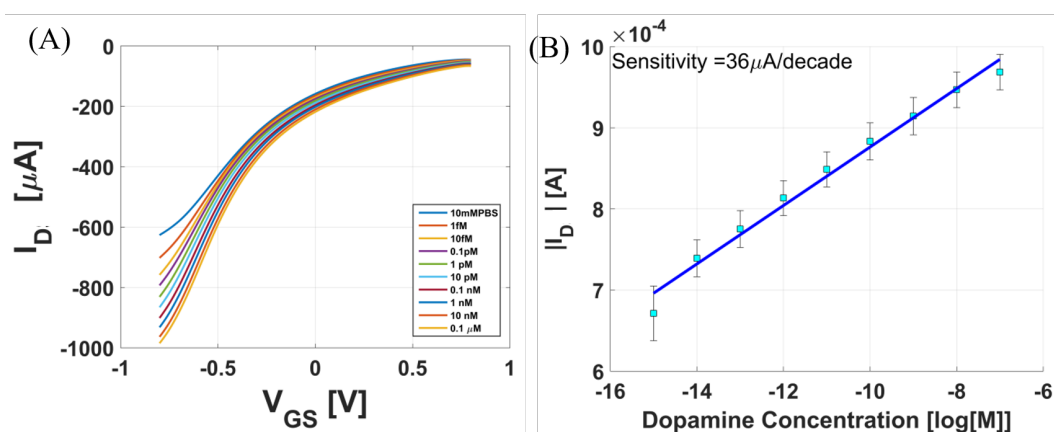 (A)
0
-200
-400
-600
-800
-1000
-1
-0.5
0
0.5
1
I_D: [μA]
V_GS [V]
10mMPBS
1fM
10fM
0.1pM
1 pM
10 pM
0.1 nM
1 nM
10 nM
0.1 μM
(B)
×10⁻⁴
Sensitivity =36μA/decade
10
9
8
7
6
-16
-14
-12
-10
-8
-6
|I_D | [A]
Dopamine Concentration [log[M]]